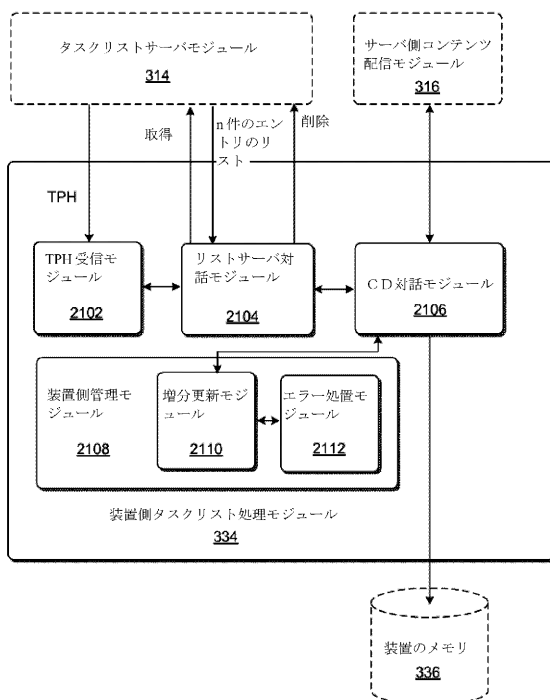 タスクリストサーバモジュール
314
サーバ側コンテンツ
配信モジュール
316
取得
n件のエン
トリのリ
スト
削除
TPH
TPH受信モ
ジュール
2102
リストサーバ対
話モジュール
2104
CD対話モジュール
2106
装置側管理モ
ジュール
2108
増分更新モ
ジュール
2110
エラー処置モ
ジュール
2112
装置側タスクリスト処理モジュール
334
装置のメモリ
336